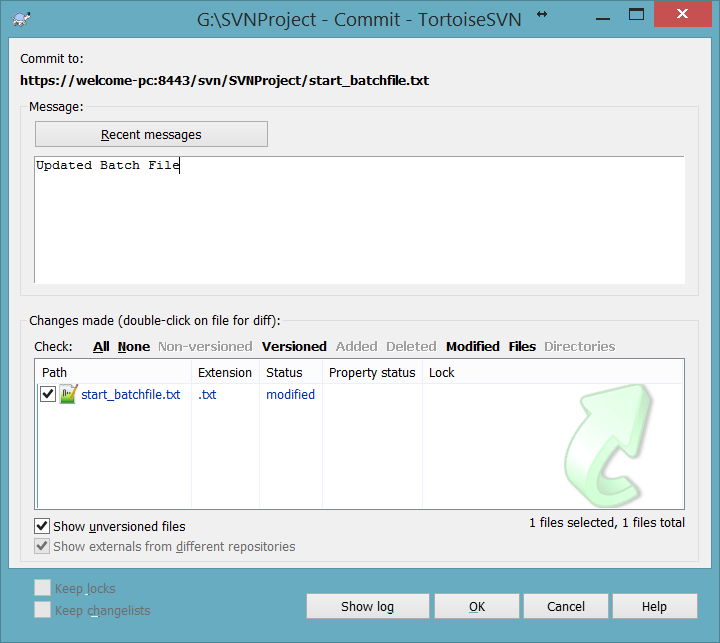 G:\SVNProject - Commit - TortoiseSVN
Commit to:
https://welcome-pc:8443/svn/SVNProject/start_batchfile.txt
Message:
Recent messages
Updated Batch File
Changes made (double-click on file for diff):
Check: All None Non-versioned Versioned Added Deleted Modified Files Directories
Path Extension Status Property status Lock
start_batchfile.txt .txt modified
Show unversioned files
1 files selected, 1 files total
Show externals from different repositories
Keep locks
Keep changelists
Show log OK Cancel Help